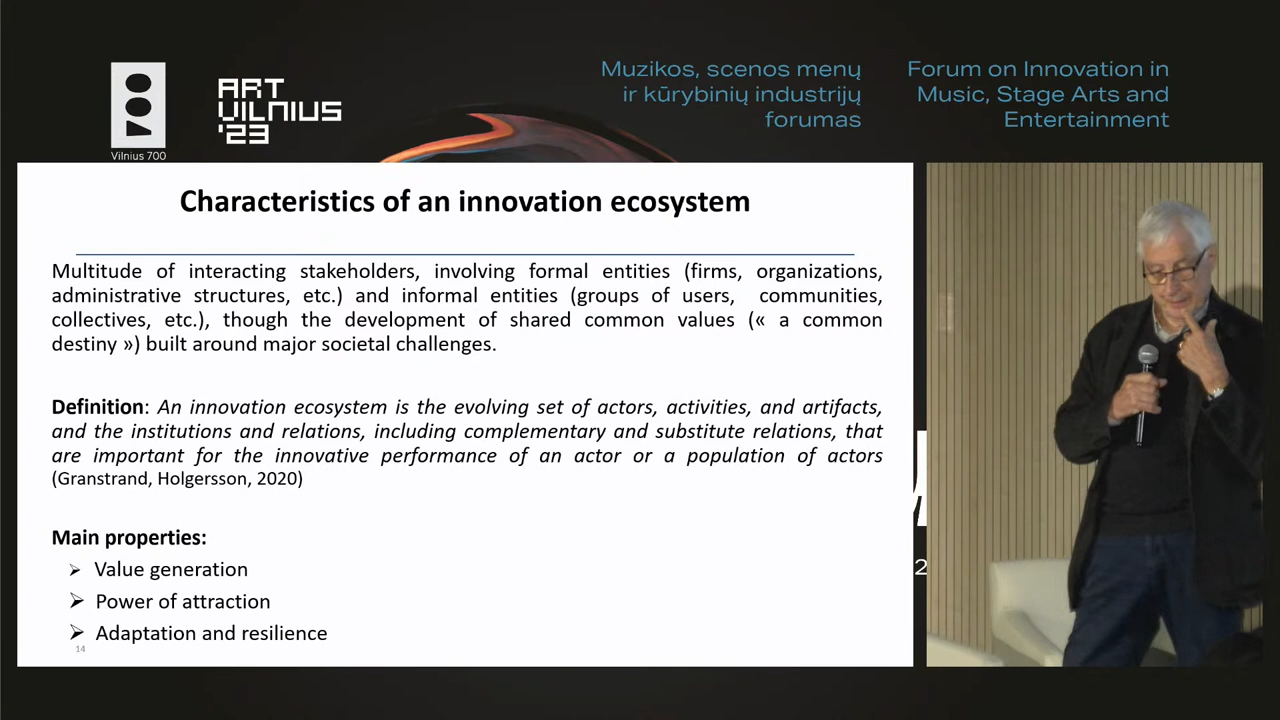 ART
VILNIUS
'23
Vilnius 700
Muzikos, scenos menų
ir kūrybinių industrijų
forumas
Forum on Innovation in
Music, Stage Arts and
Entertainment
Characteristics of an innovation ecosystem
Multitude of interacting stakeholders, involving formal entities (firms, organizations,
administrative structures, etc.) and informal entities (groups of users, communities,
collectives, etc.), though the development of shared common values (« a common
destiny ») built around major societal challenges.
Definition: An innovation ecosystem is the evolving set of actors, activities, and artifacts,
and the institutions and relations, including complementary and substitute relations, that
are important for the innovative performance of an actor or a population of actors
(Granstrand, Holgersson, 2020)
Main properties:
➢ Value generation
➢ Power of attraction
➢ Adaptation and resilience
14
2